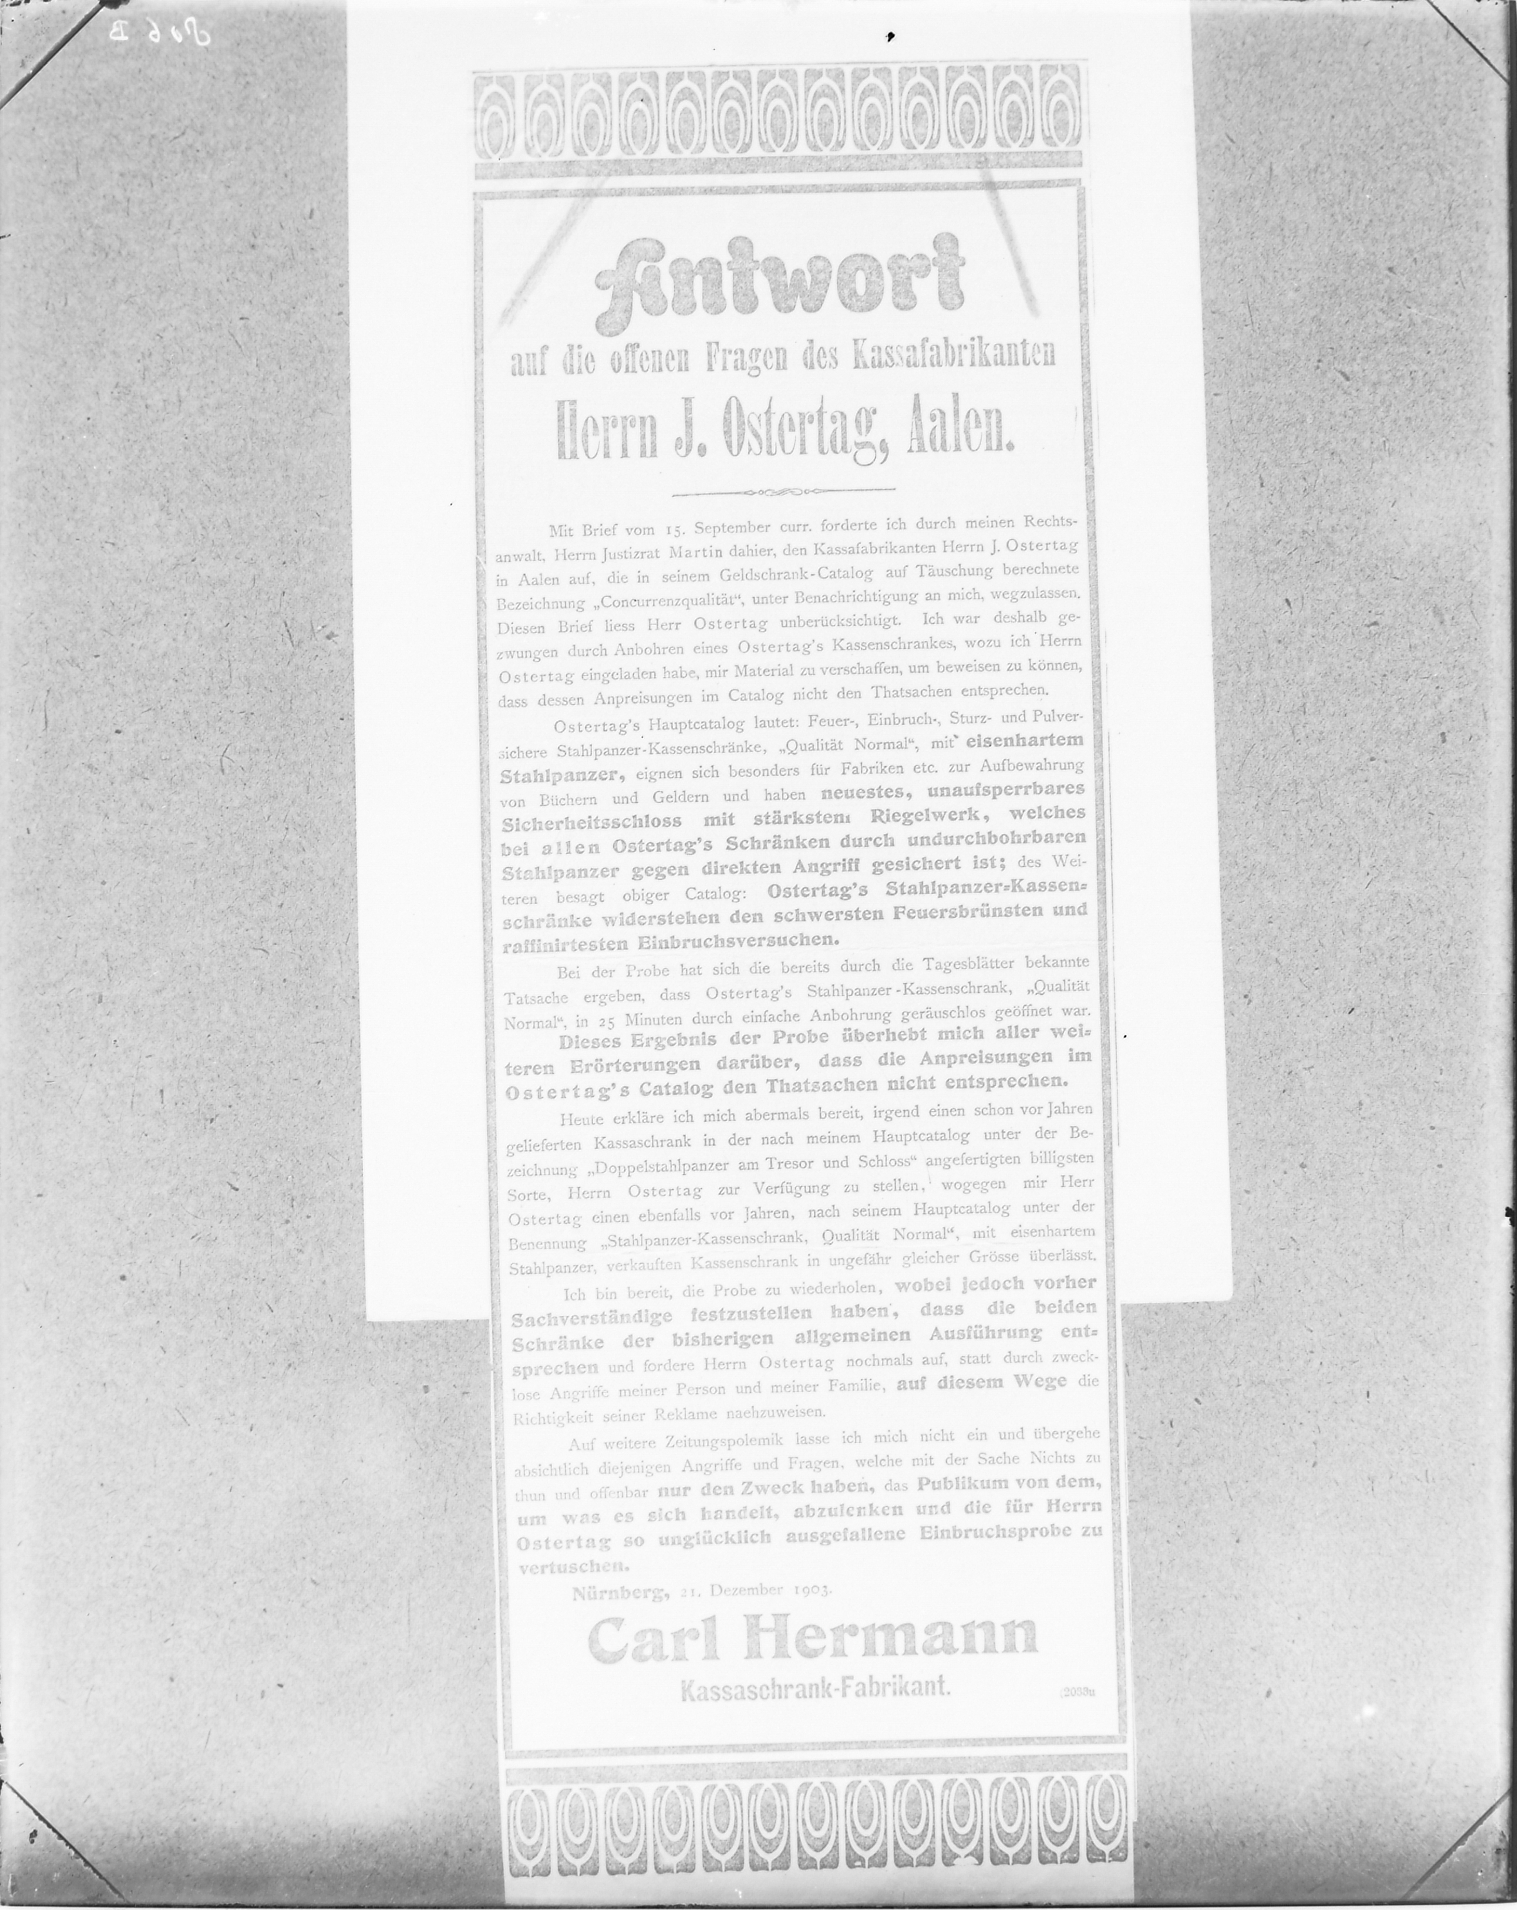 Antwort
auf die offenen Fragen des Kassafabrikanten
Herrn J. Ostertag, Aalen.
Mit Brief vom 15. September curr. forderte ich durch meinen Rechts-
anwalt, Herrn Justizrat Martin dahier, den Kassafabrikanten Herrn J. Ostertag
in Aalen auf, die in seinem Geldschrank-Catalog auf Täuschung berechnete
Bezeichnung „Concurrenzqualität“, unter Benachrichtigung an mich, wegzulassen.
Diesen Brief liess Herr Ostertag unberücksichtigt. Ich war deshalb ge-
zwungen durch Anbohren eines Ostertag's Kassenschrankes, wozu ich Herrn
Ostertag eingeladen habe, mir Material zu verschaffen, um beweisen zu können,
dass dessen Anpreisungen im Catalog nicht den Thatsachen entsprechen.
Ostertag's Hauptcatalog lautet: Feuer-, Einbruch-, Sturz- und Pulver-
sichere Stahlpanzer-Kassenschränke, „Qualität Normal“, mit eisenhartem
Stahlpanzer, eignen sich besonders für Fabriken etc. zur Aufbewahrung
von Büchern und Geldern und haben neuestes, unaufsperrbares
Sicherheitsschloss mit stärkstem Riegelwerk, welches
bei allen Ostertag's Schränken durch undurchbohrbaren
Stahlpanzer gegen direkten Angriff gesichert ist; des Wei-
teren besagt obiger Catalog: Ostertag's Stahlpanzer-Kassen-
schränke widerstehen den schwersten Feuersbrünsten und
raffinirtesten Einbruchsversuchen.
Bei der Probe hat sich die bereits durch die Tagesblätter bekannte
Tatsache ergeben, dass Ostertag's Stahlpanzer-Kassenschrank, „Qualität
Normal“, in 25 Minuten durch einfache Anbohrung geräuschlos geöffnet war.
Dieses Ergebnis der Probe überhebt mich aller wei-
teren Erörterungen darüber, dass die Anpreisungen im
Ostertag's Catalog den Thatsachen nicht entsprechen.
Heute erkläre ich mich abermals bereit, irgend einen schon vor Jahren
gelieferten Kassaschrank in der nach meinem Hauptcatalog unter der Be-
zeichnung „Doppelstahlpanzer am Tresor und Schloss“ angefertigten billigsten
Sorte, Herrn Ostertag zur Verfügung zu stellen, wogegen mir Herr
Ostertag einen ebenfalls vor Jahren, nach seinem Hauptcatalog unter der
Benennung „Stahlpanzer-Kassenschrank, Qualität Normal“, mit eisenhartem
Stahlpanzer, verkauften Kassenschrank in ungefähr gleicher Grösse überlässt.
Ich bin bereit, die Probe zu wiederholen, wobei jedoch vorher
Sachverständige festzustellen haben, dass die beiden
Schränke der bisherigen allgemeinen Ausführung ent-
sprechen und fordere Herrn Ostertag nochmals auf, statt durch zweck-
lose Angriffe meiner Person und meiner Familie, auf diesem Wege die
Richtigkeit seiner Reklame naehzuweisen.
Auf weitere Zeitungspolemik lasse ich mich nicht ein und übergehe
absichtlich diejenigen Angriffe und Fragen, welche mit der Sache Nichts zu
thun und offenbar nur den Zweck haben, das Publikum von dem,
um was es sich handelt, abzulenken und die für Herrn
Ostertag so unglücklich ausgefallene Einbruchsprobe zu
vertuschen.
Nürnberg, 21. Dezember 1903.
Carl Hermann
Kassaschrank-Fabrikant.